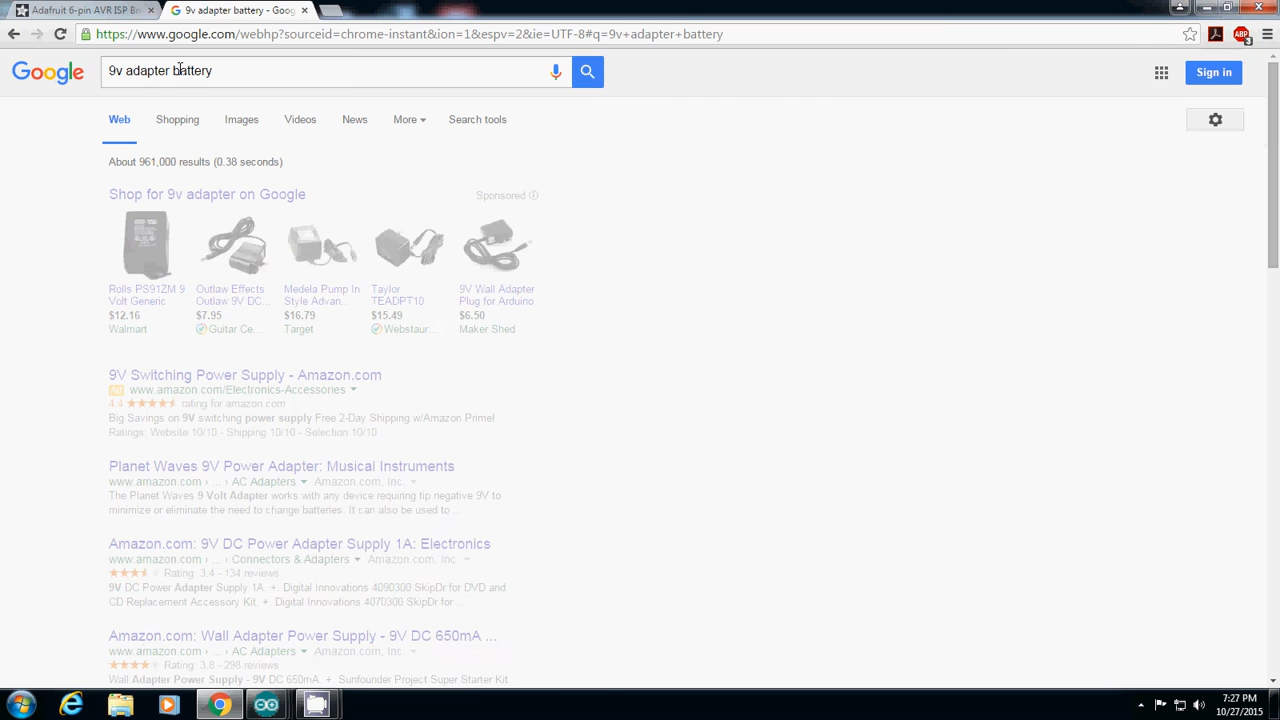 Adafruit 6-pin AVR ISP Br
9v adapter battery - Goog
https://www.google.com/webhp?sourceid=chrome-instant&ion=1&espv=2&ie=UTF-8#q=9v+adapter+battery
ABP
3
Google
9v adapter battery
Sign in
Web Shopping Images Videos News More Search tools
About 961,000 results (0.38 seconds)
Shop for 9v adapter on Google
Sponsored
Rolls PS91ZM 9 Outlaw Effects Medela Pump In Taylor 9V Wall Adapter
Volt Generic Outlaw 9V DC... Style Advan... TEADPT10 Plug for Arduino
$12.16 $7.95 $16.79 $15.49 $6.50
Walmart Guitar Ce... Target Webstaur... Maker Shed
9V Switching Power Supply - Amazon.com
Ad www.amazon.com/Electronics-Accessories
4.4 ★★★★★ rating for amazon.com
Big Savings on 9V switching power supply Free 2-Day Shipping w/Amazon Prime!
Ratings: Website 10/10 - Shipping 10/10 - Selection 10/10
Planet Waves 9V Power Adapter: Musical Instruments
www.amazon.com › ... › AC Adapters Amazon.com, Inc.
The Planet Waves 9 Volt Adapter works with any device requiring tip negative 9V to
minimize or eliminate the need to change batteries. It can also be used to ...
Amazon.com: 9V DC Power Adapter Supply 1A: Electronics
www.amazon.com › ... › Connectors & Adapters Amazon.com, Inc.
Rating: 3.4 - 134 reviews
9V DC Power Adapter Supply 1A. + Digital Innovations 4090300 SkipDr for DVD and
CD Replacement Accessory Kit. + Digital Innovations 4070300 SkipDr for ...
Amazon.com: Wall Adapter Power Supply - 9V DC 650mA ...
www.amazon.com › ... › AC Adapters Amazon.com, Inc.
Rating: 3.8 - 298 reviews
Wall Adapter Power Supply - 9V DC 650mA. + Sunfounder Project Super Starter Kit
7:27 PM
10/27/2015